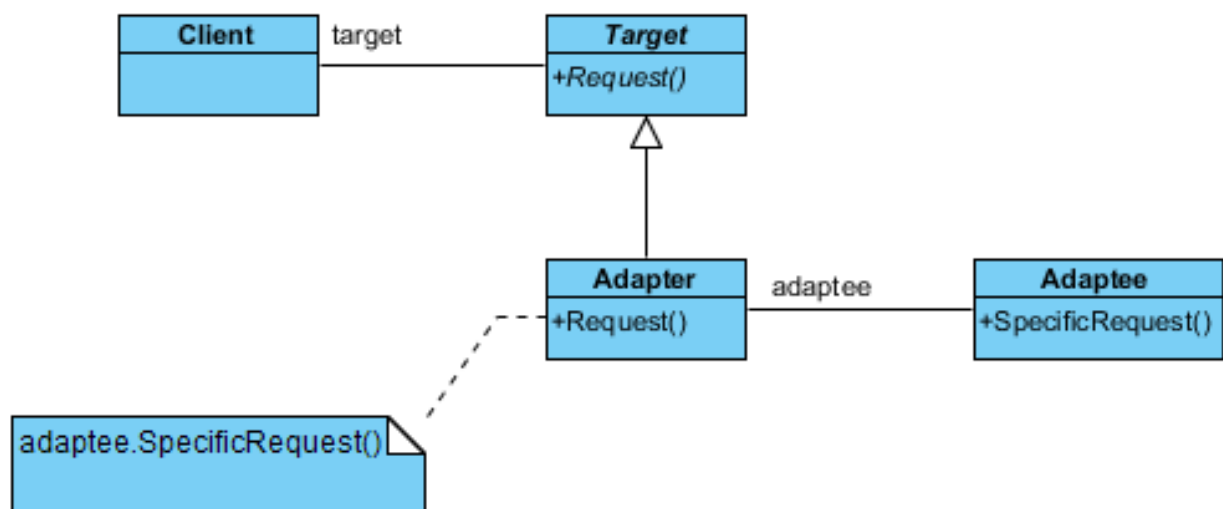 Client
target
Target
+Request()
Adapter
+Request()
adaptee
Adaptee
+SpecificRequest()
adaptee.SpecificRequest()